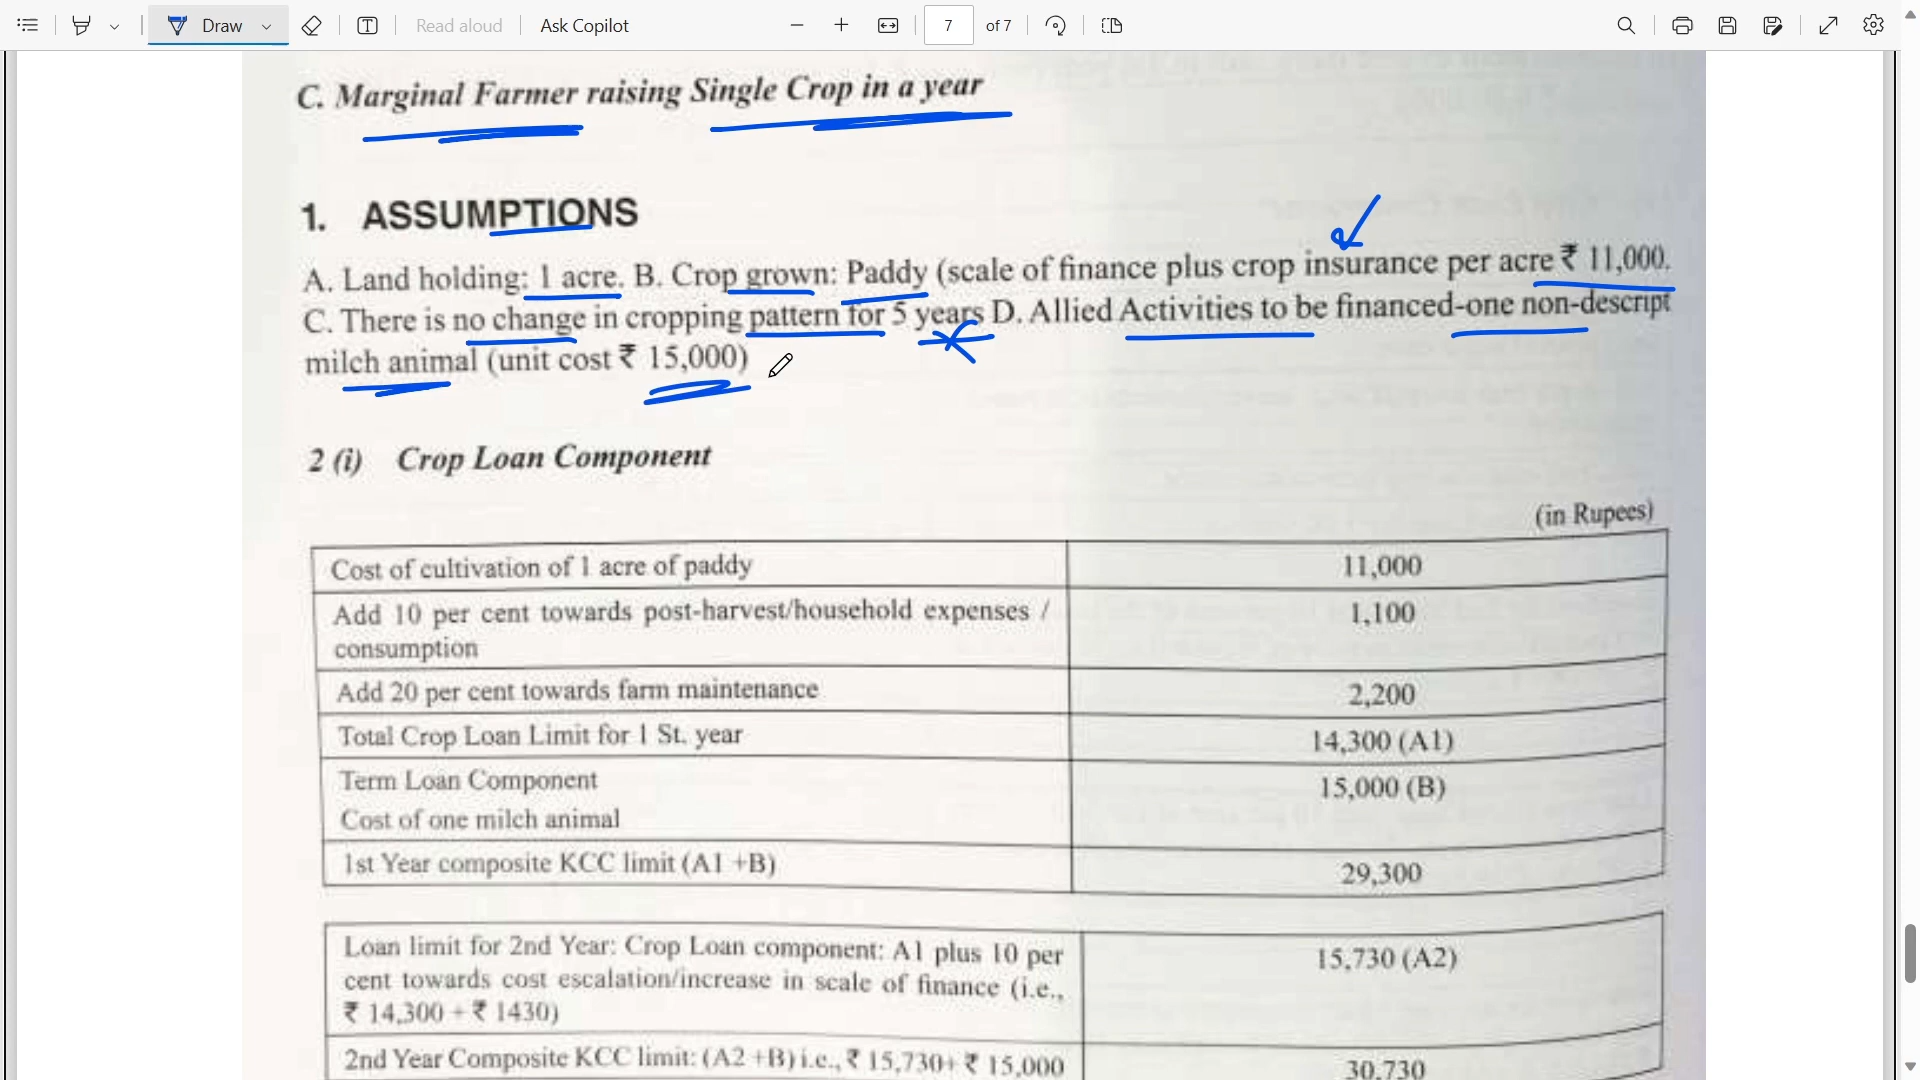 Draw
Read aloud
Ask Copilot
7
of 7
C. Marginal Farmer raising Single Crop in a year
1. ASSUMPTIONS
A. Land holding: 1 acre. B. Crop grown: Paddy (scale of finance plus crop insurance per acre ₹ 11,000.
C. There is no change in cropping pattern for 5 years D. Allied Activities to be financed-one non-descript
milch animal (unit cost ₹ 15,000)
2 (i) Crop Loan Component
(in Rupees)
Cost of cultivation of 1 acre of paddy 11,000
Add 10 per cent towards post-harvest/household expenses / 1,100
consumption
Add 20 per cent towards farm maintenance 2,200
Total Crop Loan Limit for 1 St. year 14,300 (A1)
Term Loan Component 15,000 (B)
Cost of one milch animal
1st Year composite KCC limit (A1 +B) 29,300
Loan limit for 2nd Year: Crop Loan component: A1 plus 10 per 15,730 (A2)
cent towards cost escalation/increase in scale of finance (i.e.,
₹ 14,300 + ₹ 1430)
2nd Year Composite KCC limit: (A2 +B) i.e., ₹ 15,730+ ₹ 15,000 30,730